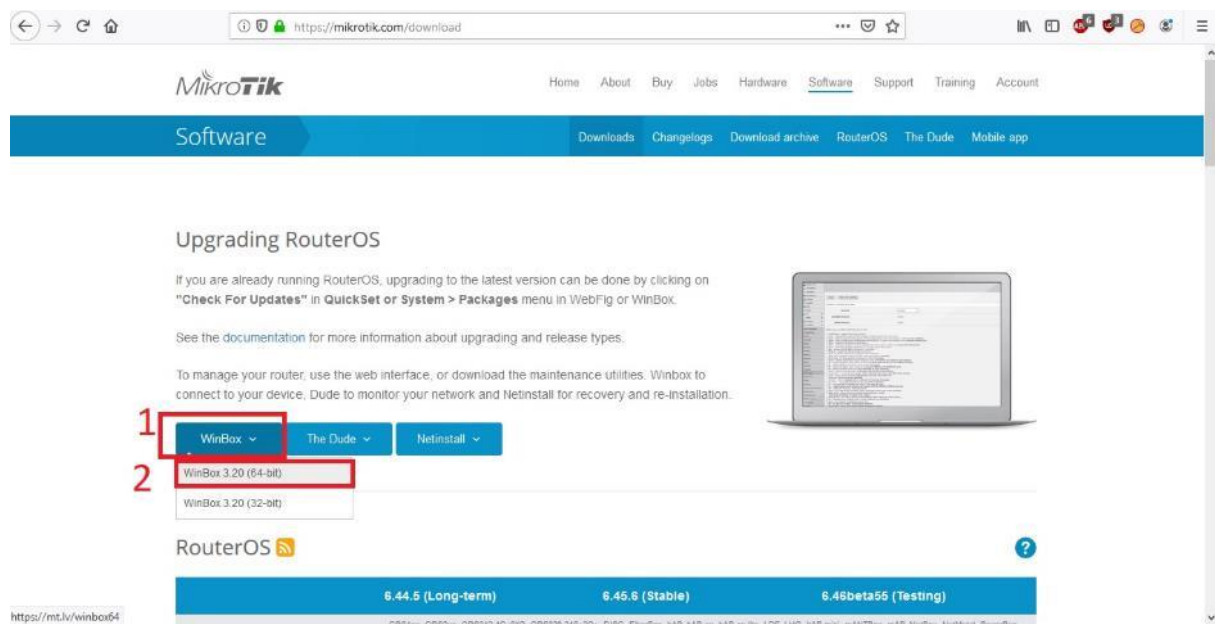 https://mikrotik.com/download
MikroTik
Home About Buy Jobs Hardware Software Support Training Account
Software
Downloads Changelogs Download archive RouterOS The Dude Mobile app
Upgrading RouterOS
If you are already running RouterOS, upgrading to the latest version can be done by clicking on
"Check For Updates" in QuickSet or System > Packages menu in WebFig or WinBox.
See the documentation for more information about upgrading and release types.
To manage your router, use the web interface, or download the maintenance utilities. Winbox to
connect to your device, Dude to monitor your network and Netinstall for recovery and re-installation.
1
WinBox The Dude Netinstall
2
WinBox 3.20 (64-bit)
WinBox 3.20 (32-bit)
RouterOS
?
6.44.5 (Long-term) 6.45.6 (Stable) 6.46beta55 (Testing)
https://mt.lv/winbox64